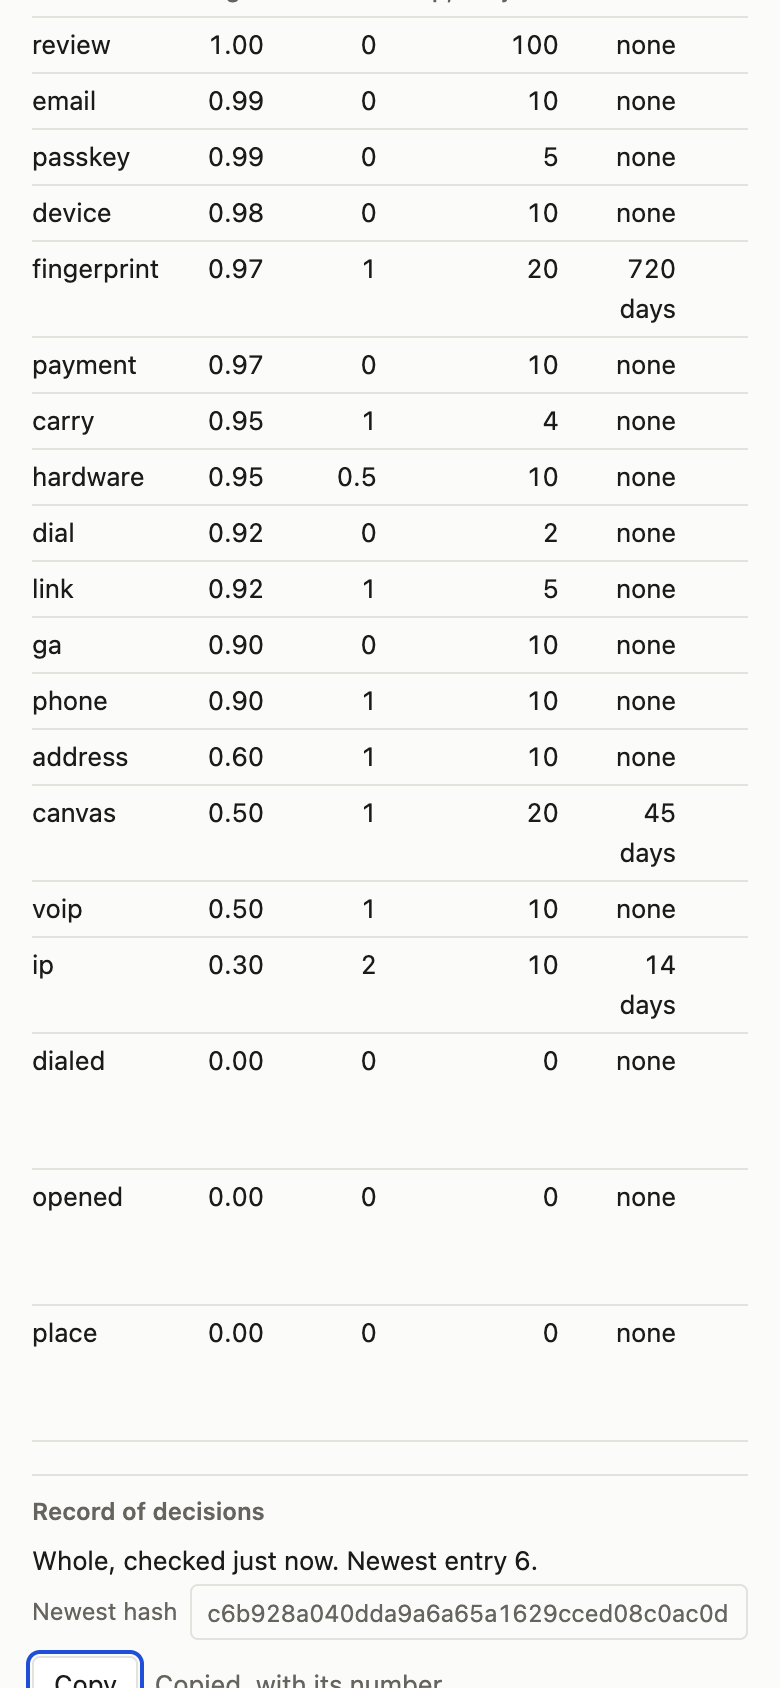 review 1.00 0 100 none
email 0.99 0 10 none
passkey 0.99 0 5 none
device 0.98 0 10 none
fingerprint 0.97 1 20 720
days
payment 0.97 0 10 none
carry 0.95 1 4 none
hardware 0.95 0.5 10 none
dial 0.92 0 2 none
link 0.92 1 5 none
ga 0.90 0 10 none
phone 0.90 1 10 none
address 0.60 1 10 none
canvas 0.50 1 20 45
days
voip 0.50 1 10 none
ip 0.30 2 10 14
days
dialed 0.00 0 0 none
opened 0.00 0 0 none
place 0.00 0 0 none
Record of decisions
Whole, checked just now. Newest entry 6.
Newest hash c6b928a040dda9a6a65a1629cced08c0ac0d
Copy Copied, with its number